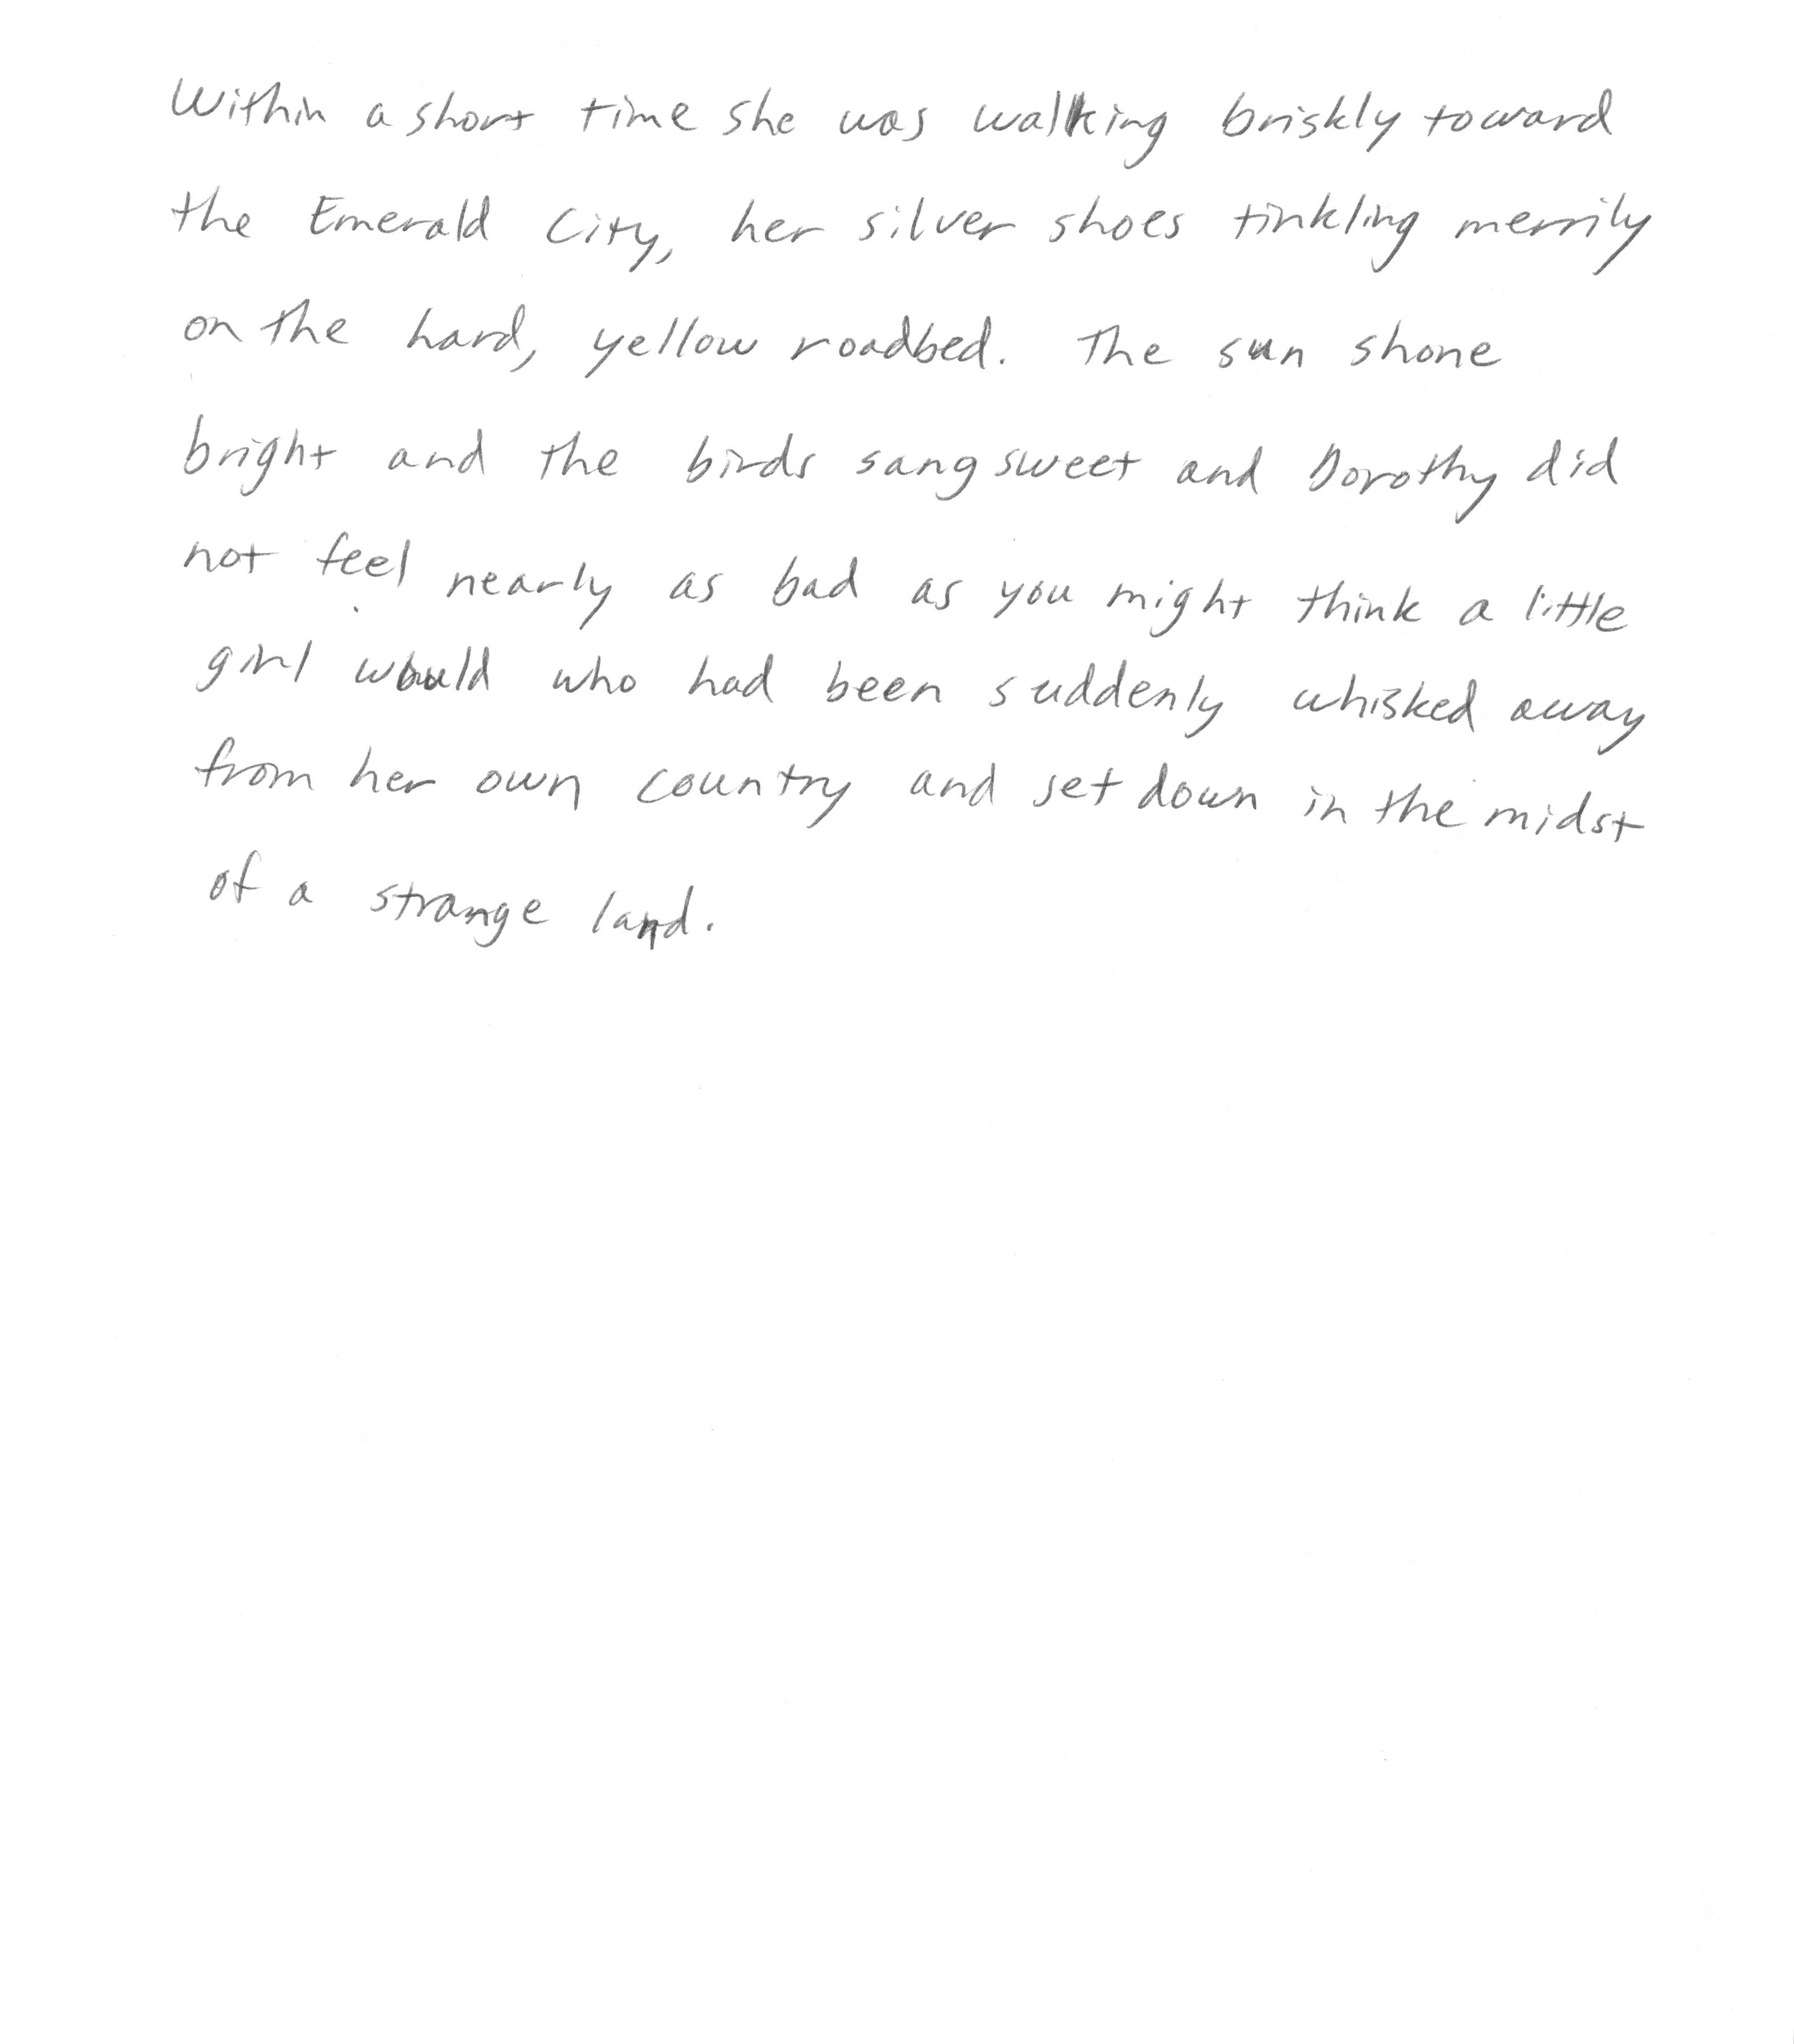 Within a short time she was walking briskly toward
the Emerald City, her silver shoes tinkling merrily
on the hard, yellow roadbed. The sun shone
bright and the birds sang sweet and Dorothy did
not feel nearly as bad as you might think a little
girl would who had been suddenly whisked away
from her own country and set down in the midst
of a strange land.